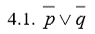 4.1. p̅ ∨ q̅